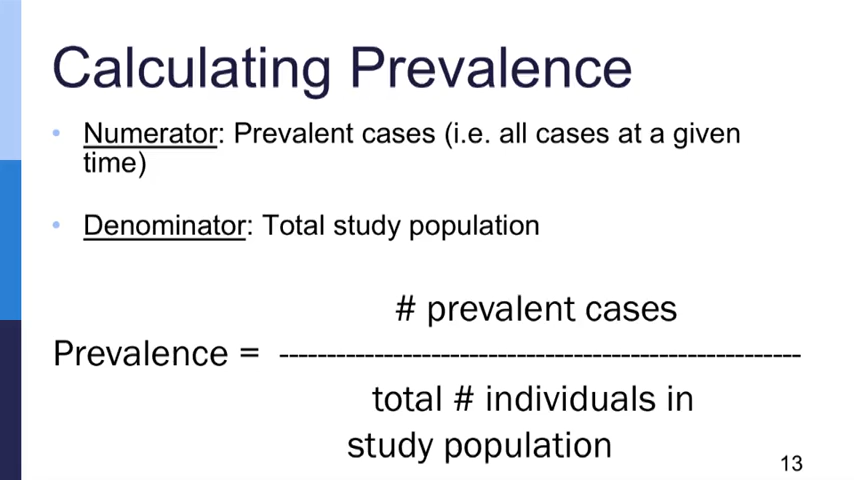 Calculating Prevalence
• Numerator: Prevalent cases (i.e. all cases at a given
time)
• Denominator: Total study population
# prevalent cases
Prevalence = -------------------------------------------------------
total # individuals in
study population
13